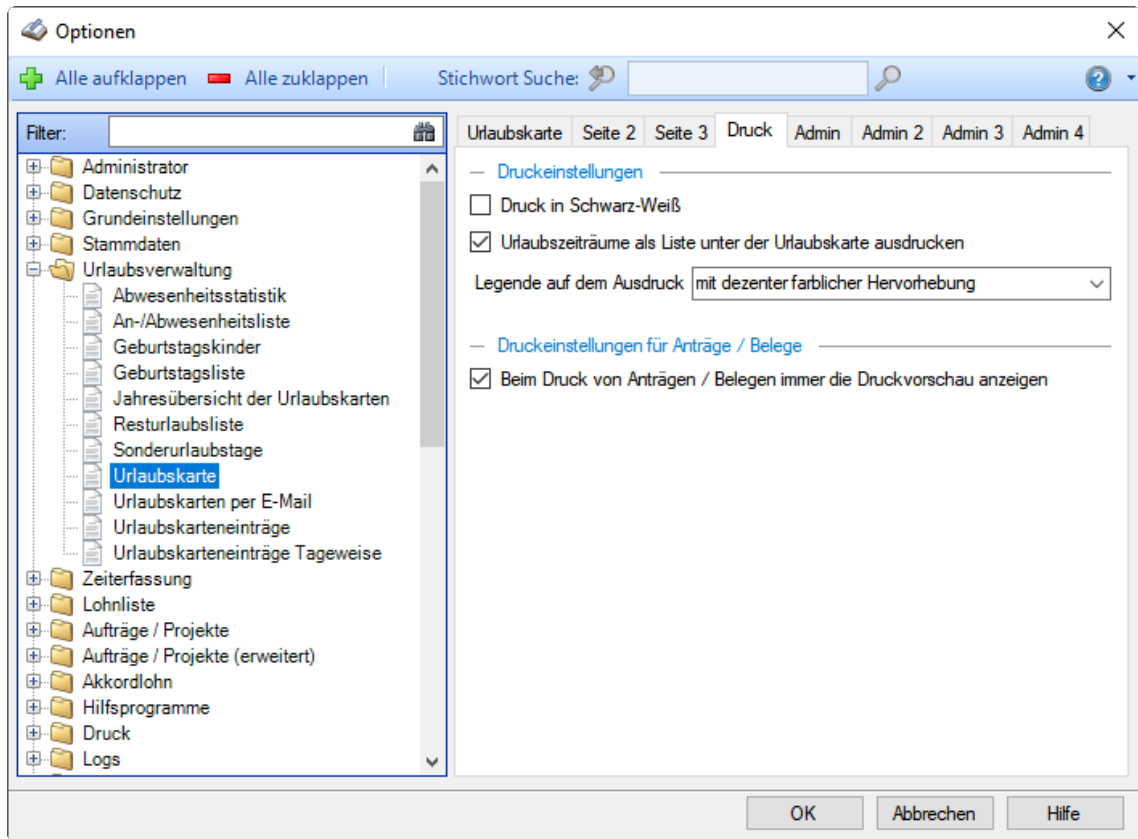 Optionen
Alle aufklappen Alle zuklappen Stichwort Suche:
Filter:
Administrator
Datenschutz
Grundeinstellungen
Stammdaten
Urlaubsverwaltung
Abwesenheitsstatistik
An-/Abwesenheitsliste
Geburtstagskinder
Geburtstagsliste
Jahresübersicht der Urlaubskarten
Resturlaubsliste
Sonderurlaubstage
Urlaubskarte
Urlaubskarten per E-Mail
Urlaubskarteneinträge
Urlaubskarteneinträge Tageweise
Zeiterfassung
Lohnliste
Aufträge / Projekte
Aufträge / Projekte (erweitert)
Akkordlohn
Hilfsprogramme
Druck
Logs
Urlaubskarte Seite 2 Seite 3 Druck Admin Admin 2 Admin 3 Admin 4
Druckeinstellungen
Druck in Schwarz-Weiß
Urlaubszeiträume als Liste unter der Urlaubskarte ausdrucken
Legende auf dem Ausdruck mit dezenter farblicher Hervorhebung
Druckeinstellungen für Anträge / Belege
Beim Druck von Anträgen / Belegen immer die Druckvorschau anzeigen
OK Abbrechen Hilfe